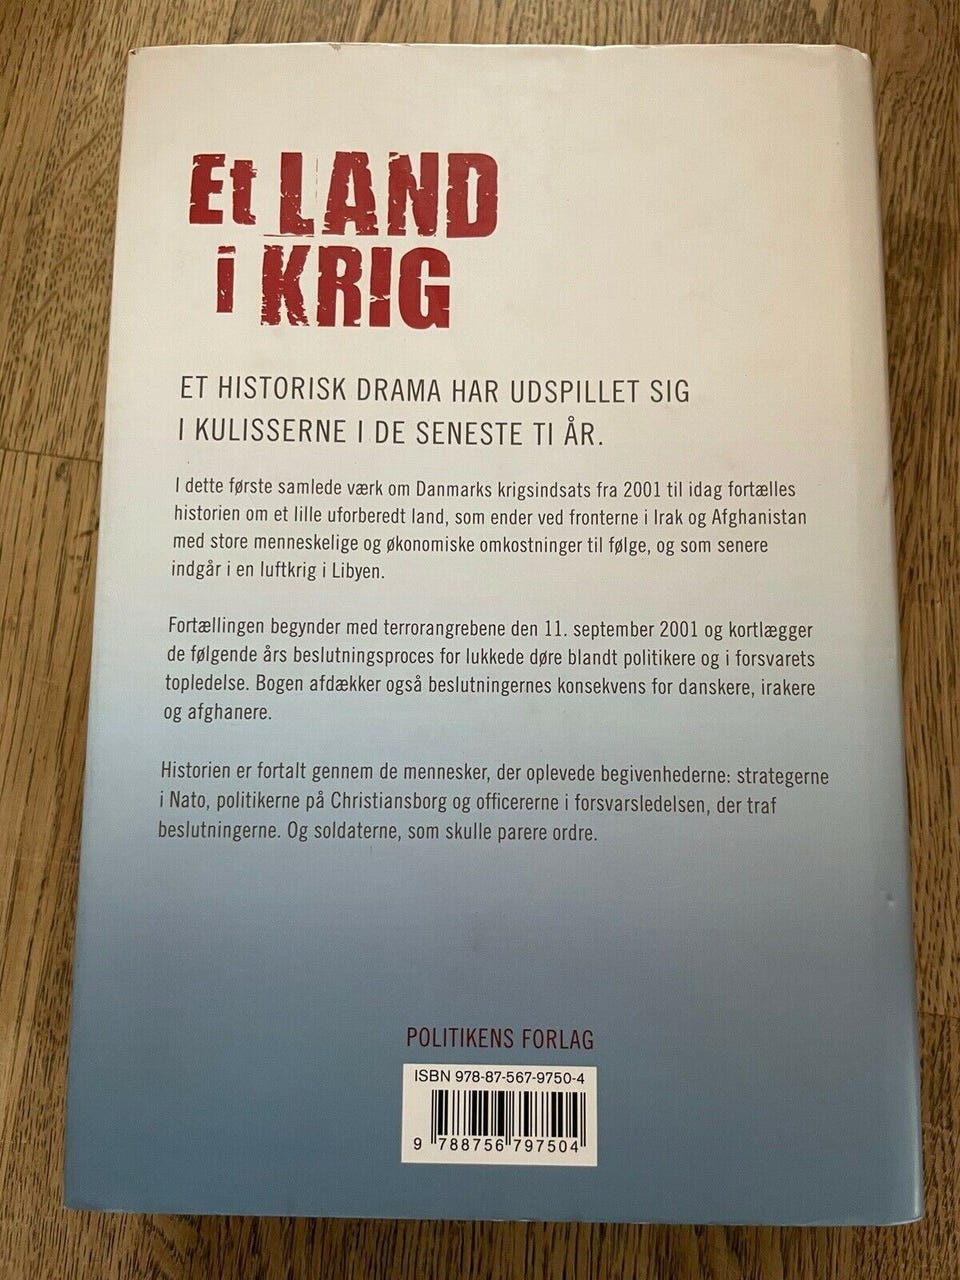 Et LAND
i KRIG
ET HISTORISK DRAMA HAR UDSPILLET SIG
I KULISSERNE I DE SENESTE TI ÅR.
I dette første samlede værk om Danmarks krigsindsats fra 2001 til idag fortælles
historien om et lille uforberedt land, som ender ved fronterne i Irak og Afghanistan
med store menneskelige og økonomiske omkostninger til følge, og som senere
indgår i en luftkrig i Libyen.
Fortællingen begynder med terrorangrebene den 11. september 2001 og kortlægger
de følgende års beslutningsproces for lukkede døre blandt politikere og i forsvarets
topledelse. Bogen afdækker også beslutningernes konsekvens for danskere, irakere
og afghanere.
Historien er fortalt gennem de mennesker, der oplevede begivenhederne: strategerne
i Nato, politikerne på Christiansborg og officererne i forsvarsledelsen, der traf
beslutningerne. Og soldaterne, som skulle parere ordre.
POLITIKENS FORLAG
ISBN 978-87-567-9750-4
9 788756 797504